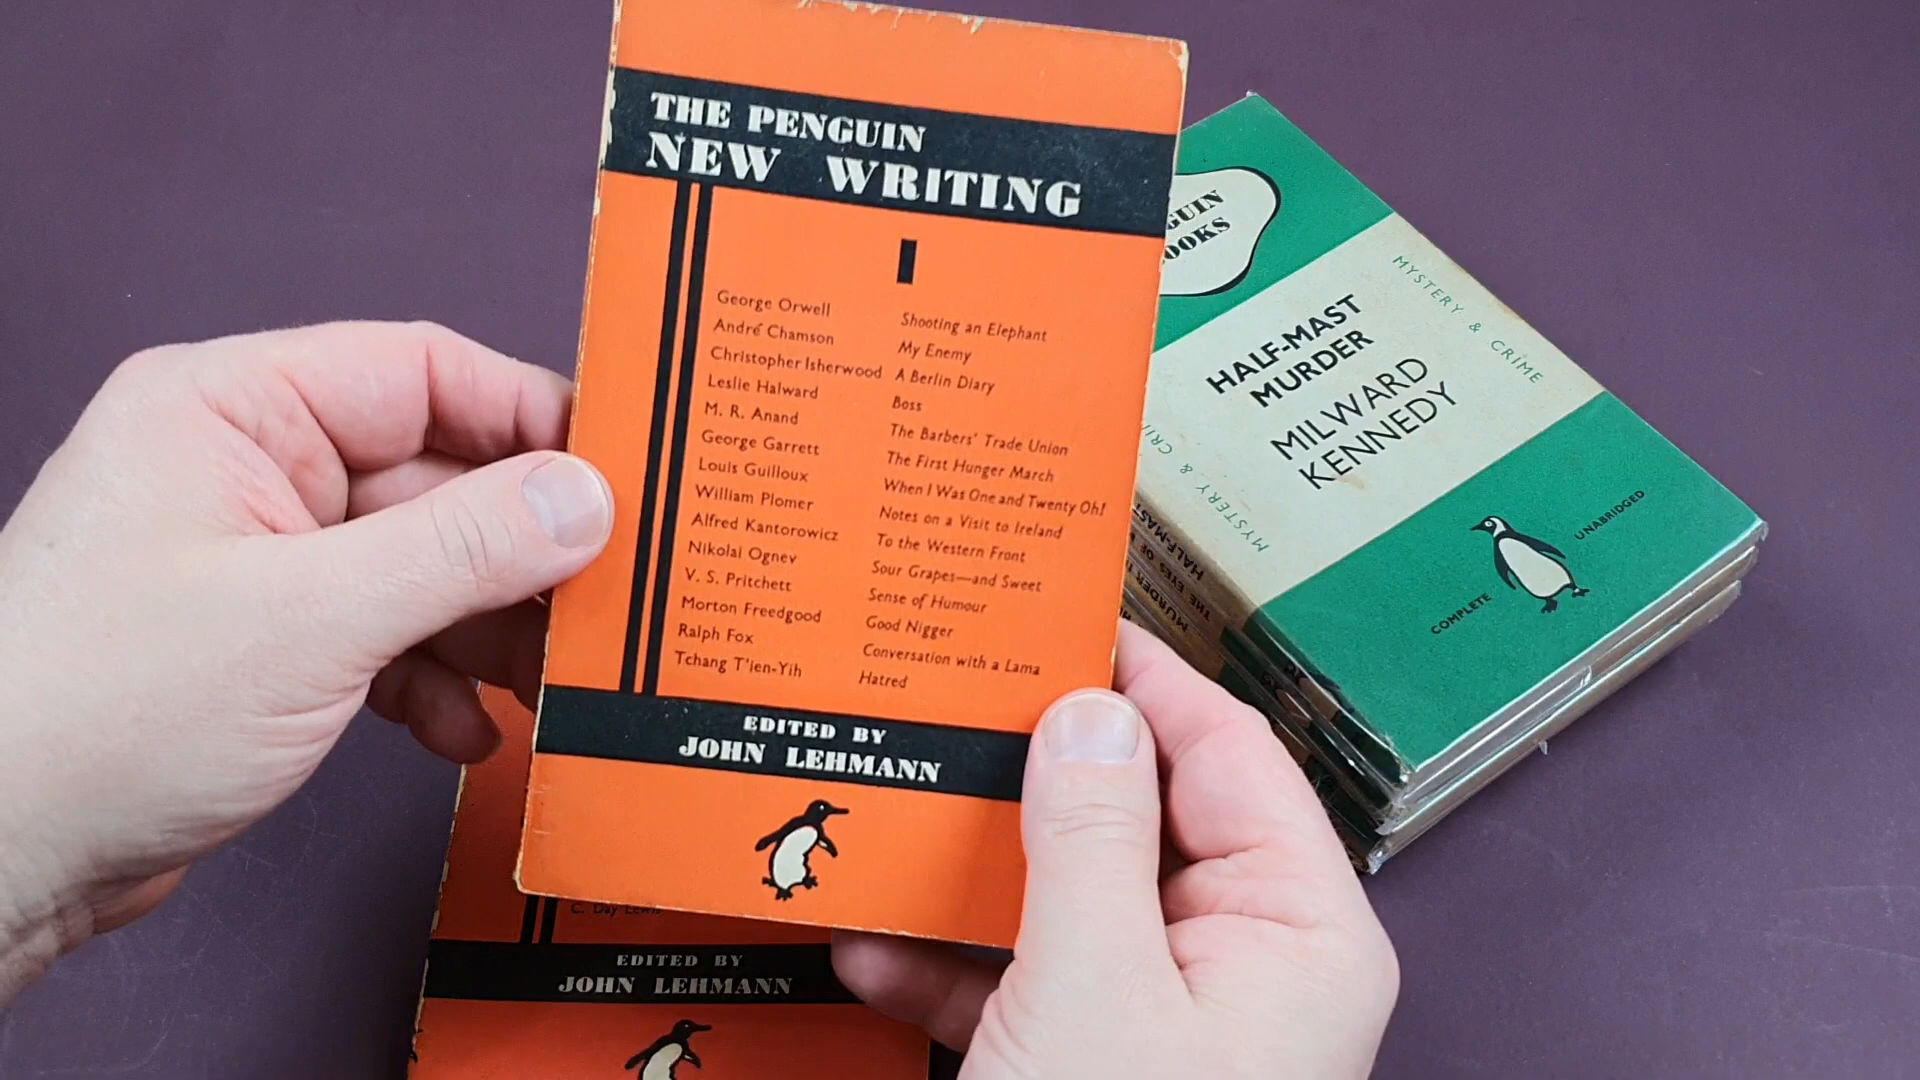 THE PENGUIN
NEW WRITING
I
George Orwell Shooting an Elephant
André Chamson My Enemy
Christopher Isherwood A Berlin Diary
Leslie Halward Boss
M. R. Anand The Barbers' Trade Union
George Garrett The First Hunger March
Louis Guilloux When I Was One and Twenty Oh!
William Plomer Notes on a Visit to Ireland
Alfred Kantorowicz To the Western Front
Nikolai Ognev Sour Grapes—and Sweet
V. S. Pritchett Sense of Humour
Morton Freedgood Good Nigger
Ralph Fox Conversation with a Lama
Tchang T'ien-Yih Hatred
EDITED BY
JOHN LEHMANN
C. Day Lewis
EDITED BY
JOHN LEHMANN
GUIN
OOKS
MYSTERY & CRIME
HALF-MAST
MURDER
MILWARD
KENNEDY
MYSTERY & CRI
COMPLETE UNABRIDGED
HALF-MAST
THE EYES OF
MURDER